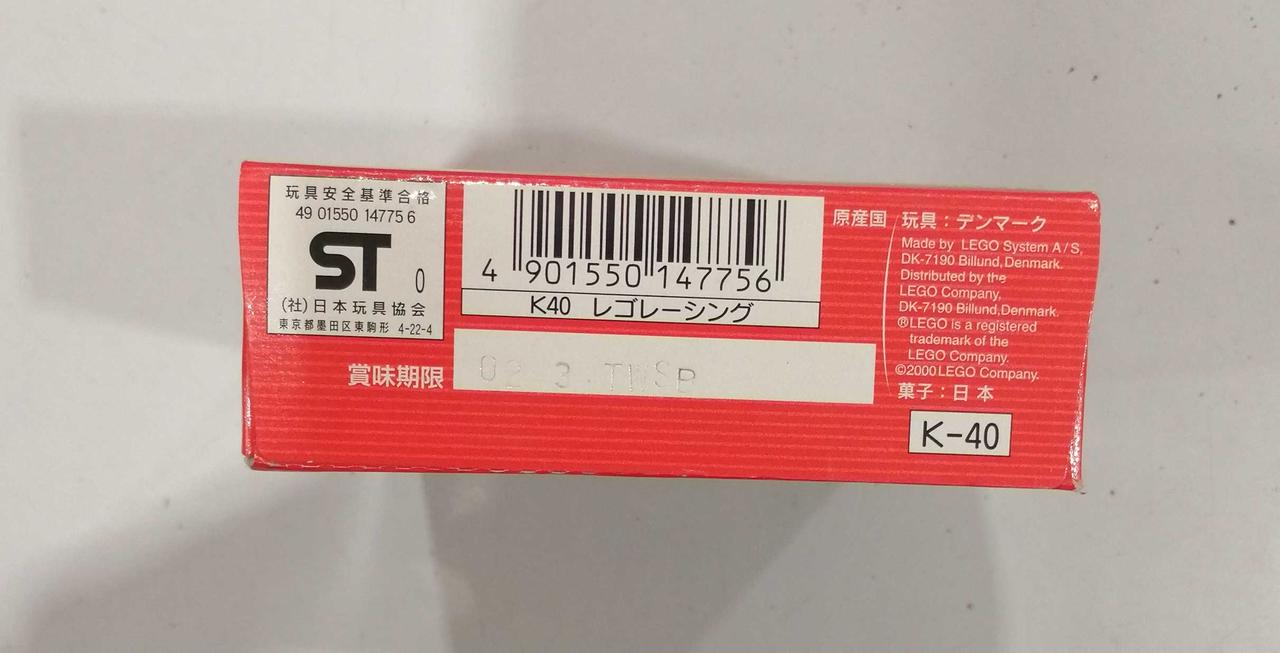 玩具安全基準合格
49 01550 14775 6
ST 0
(社)日本玩具協会
東京都墨田区東駒形 4-22-4
4 901550 147756
K40 レゴレーシング
賞味期限
02.3.TWSP
原産国
玩具:デンマーク
Made by LEGO System A/S,
DK-7190 Billund, Denmark.
Distributed by the
LEGO Company,
DK-7190 Billund, Denmark.
®LEGO is a registered
trademark of the
LEGO Company.
©2000 LEGO Company.
菓子:日本
K-40